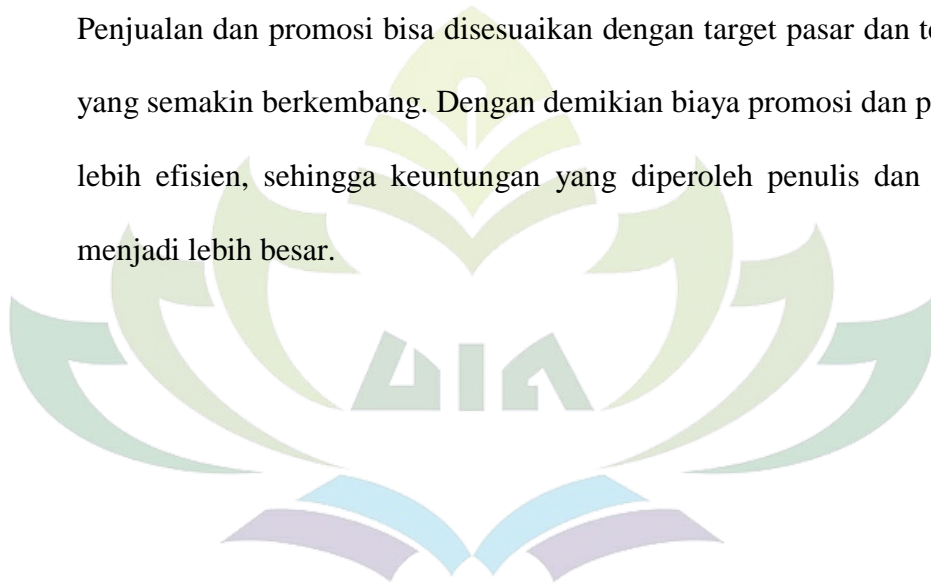 Penjualan dan promosi bisa disesuaikan dengan target pasar dan
yang semakin berkembang. Dengan demikian biaya promosi dan
lebih efisien, sehingga keuntungan yang diperoleh penulis dan
menjadi lebih besar.
UIN